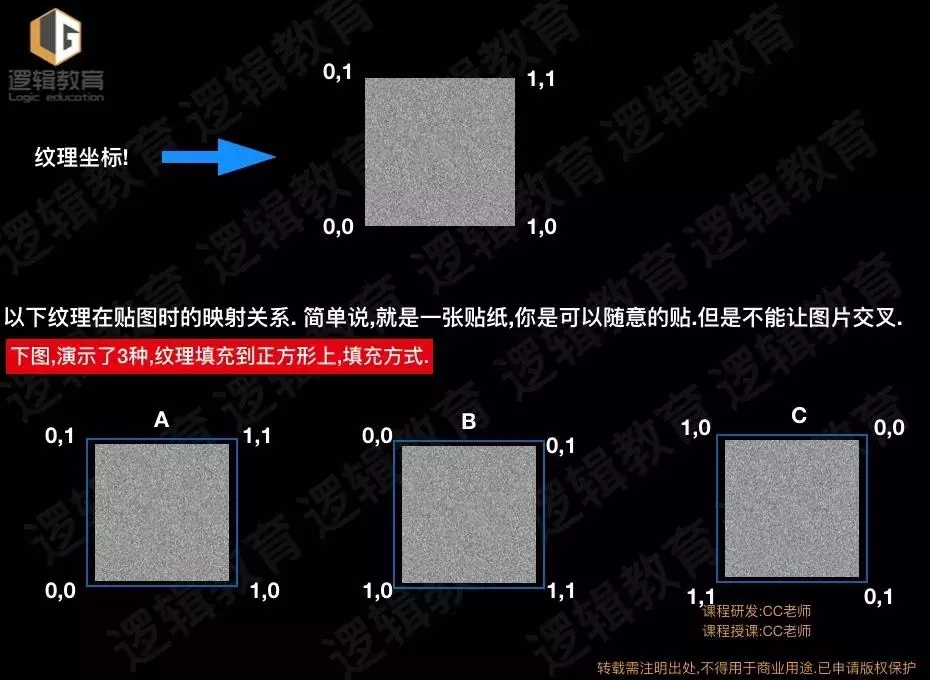 LG
逻辑教育
Logic education
0,1
1,1
纹理坐标!
0,0
1,0
以下纹理在贴图时的映射关系. 简单说,就是一张贴纸,你是可以随意的贴.但是不能让图片交叉.
下图,演示了3种,纹理填充到正方形上,填充方式.
A
B
C
0,1
1,1
0,0
0,1
1,0
0,0
0,0
1,0
1,0
1,1
1,1
0,1
课程研发:CC老师
课程授课:CC老师
转载需注明出处,不得用于商业用途.已申请版权保护